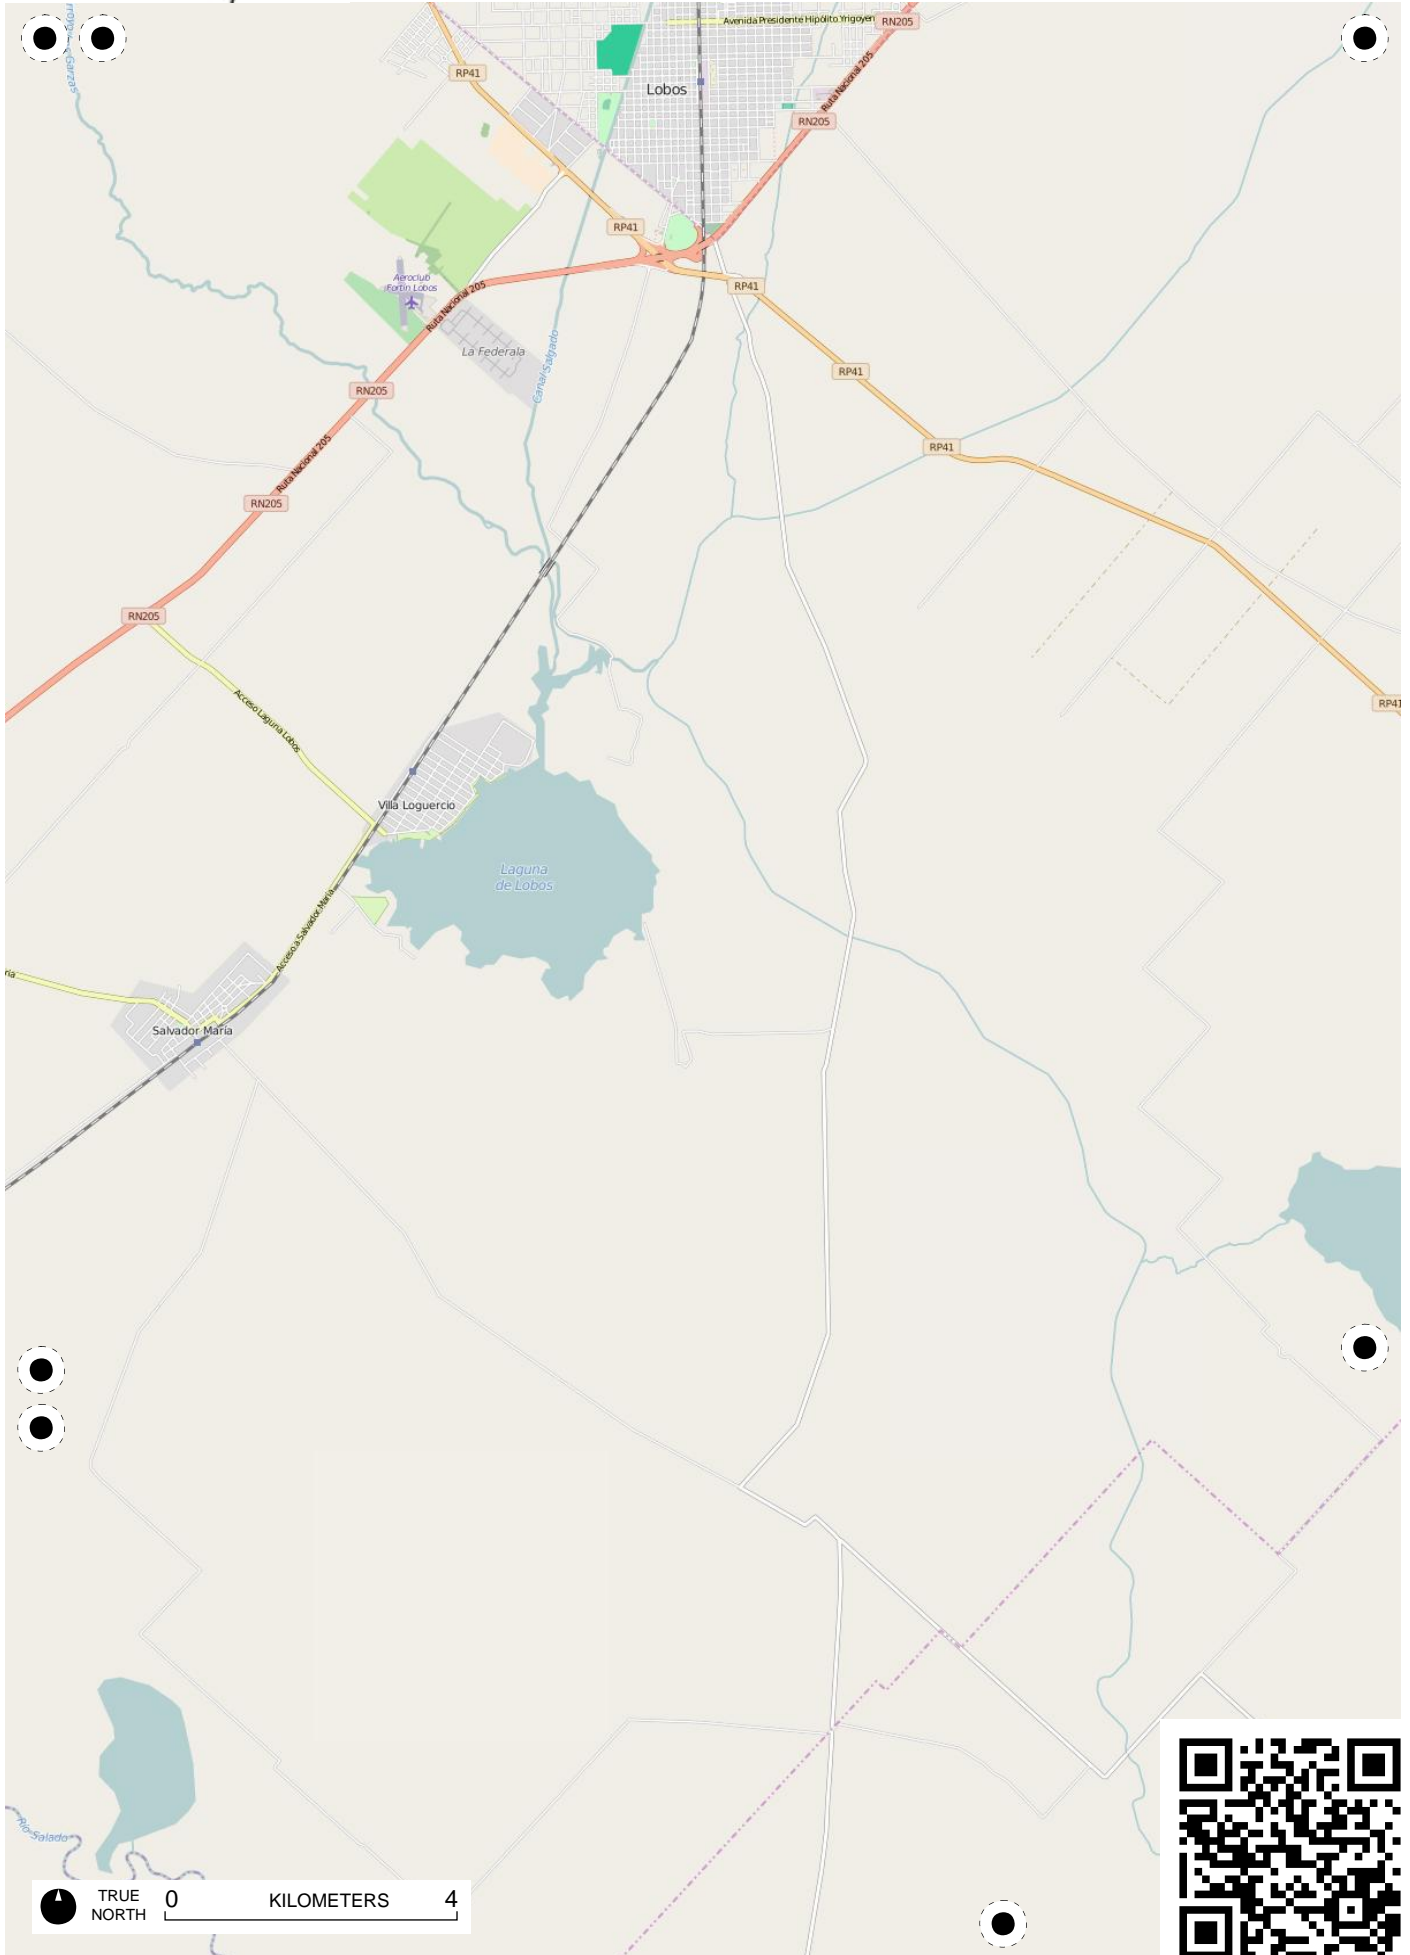 Avenida Presidente Hipólito Yrigoyen
RN205
RP41
Ruta Nacional 205
Lobos
RN205
RP41
Aeroclub
Fortín Lobos
RP41
Ruta Nacional 205
La Federala
Canal Salgado
RP41
RN205
RP41
Ruta Nacional 205
RN205
RN205
Acceso Laguna Lobos
RP41
Villa Loguercio
Laguna
de Lobos
Acceso a Salvador María
ría
Salvador María
Río Salado
TRUE
NORTH
0
KILOMETERS
4